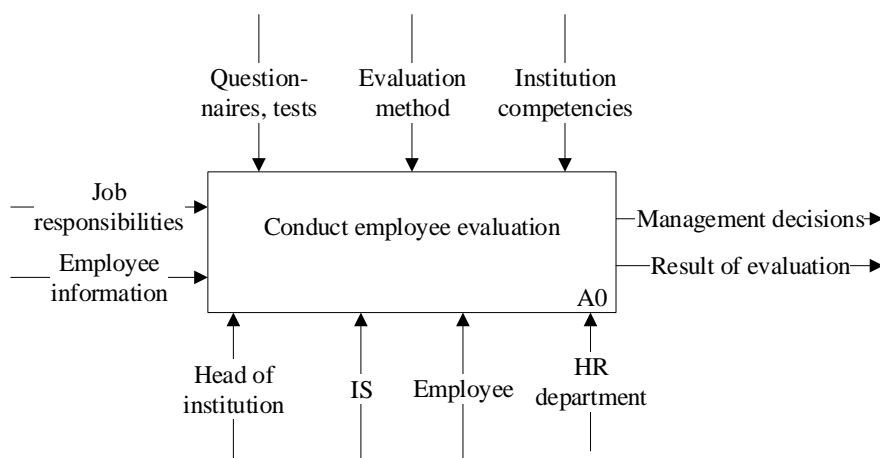 Question-
naires, tests
Evaluation
method
Institution
competencies
Job
responsibilities
Employee
information
Conduct employee evaluation
A0
Management decisions
Result of evaluation
Head of
institution
IS
Employee
HR
department